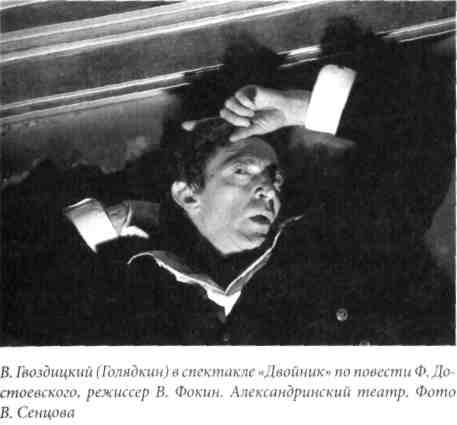 В. Гвоздицкий (Голядкин) в спектакле «Двойник» по повести Ф. До-
стоевского, режиссер В. Фокин. Александринский театр. Фото
В. Сенцова